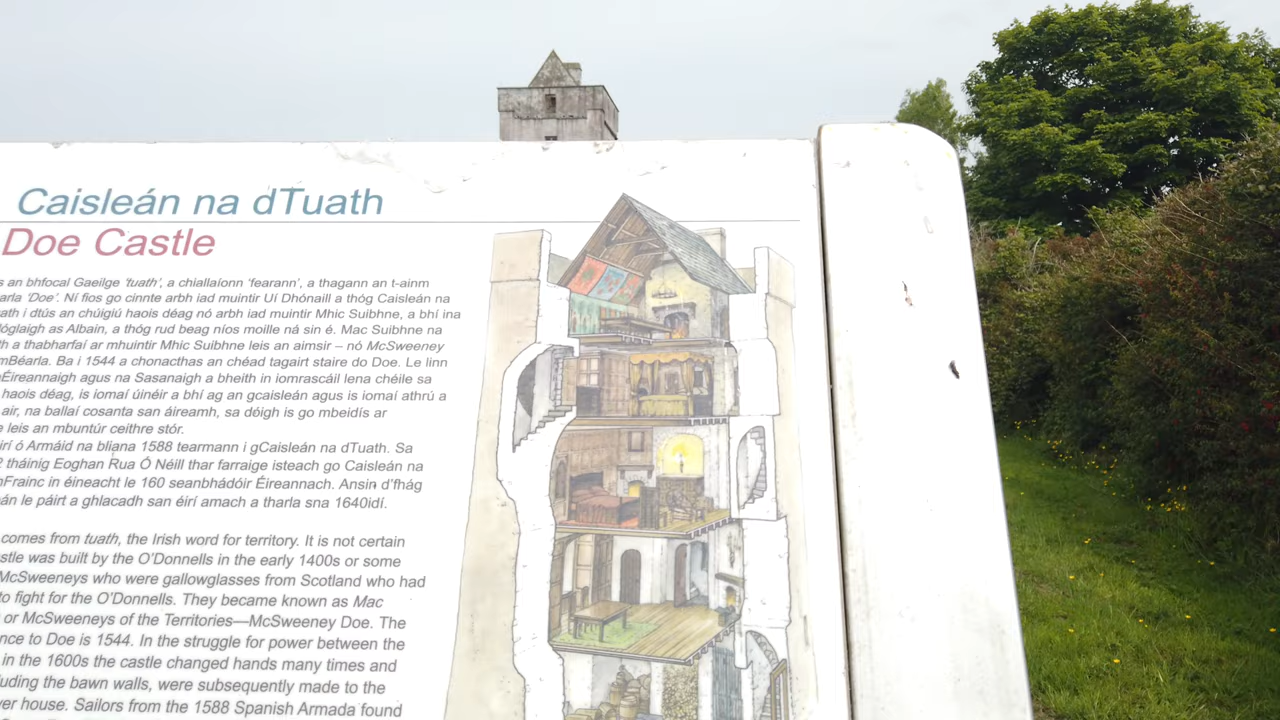 Caisleán na dTuath
Doe Castle
an bhfocal Gaeilge 'tuath', a chiallaíonn 'fearann', a thagann an t-ainm
'Doe'. Ní fios go cinnte arbh iad muintir Uí Dhónaill a thóg Caisleán na
i dtús an chúigiú haois déag nó arbh iad muintir Mhic Suibhne, a bhí ina
as Albain, a thóg rud beag níos moille ná sin é. Mac Suibhne na
a thabharfaí ar mhuintir Mhic Suibhne leis an aimsir – nó McSweeney
mBéarla. Ba i 1544 a chonacthas an chéad tagairt staire do Doe. Le linn
Éireannaigh agus na Sasanaigh a bheith in iomrascáil lena chéile sa
haois déag, is iomaí úinéir a bhí ag an gcaisleán agus is iomaí athrú a
air, na ballaí cosanta san áireamh, sa dóigh is go mbeidís ar
leis an mbuntúr ceithre stór.
ó Armáid na bliana 1588 tearmann i gCaisleán na dTuath. Sa
tháinig Eoghan Rua Ó Néill thar farraige isteach go Caisleán na
in éineacht le 160 seanbhádóir Éireannach. Ansin d'fhág
le páirt a ghlacadh san éirí amach a tharla sna 1640idí.
comes from tuath, the Irish word for territory. It is not certain
was built by the O'Donnells in the early 1400s or some
McSweeneys who were gallowglasses from Scotland who had
to fight for the O'Donnells. They became known as Mac
or McSweeneys of the Territories—McSweeney Doe. The
to Doe is 1544. In the struggle for power between the
in the 1600s the castle changed hands many times and
the bawn walls, were subsequently made to the
house. Sailors from the 1588 Spanish Armada found